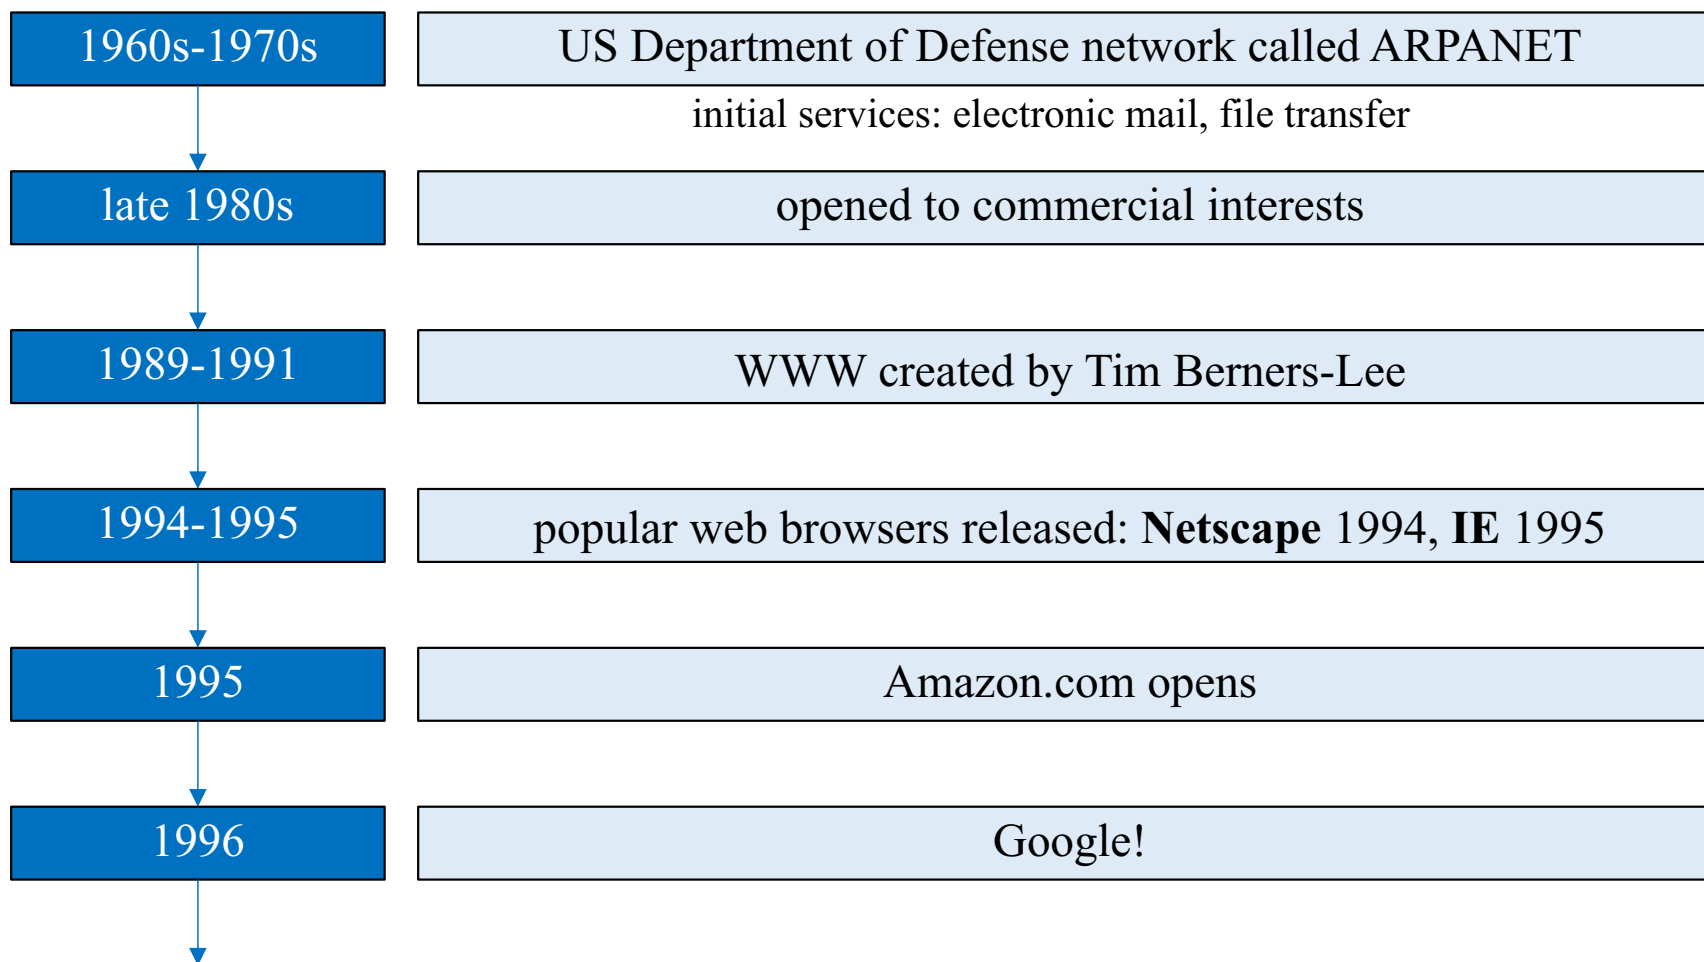 1960s-1970s
US Department of Defense network called ARPANET
initial services: electronic mail, file transfer
late 1980s
opened to commercial interests
1989-1991
WWW created by Tim Berners-Lee
1994-1995
popular web browsers released: Netscape 1994, IE 1995
1995
Amazon.com opens
1996
Google!